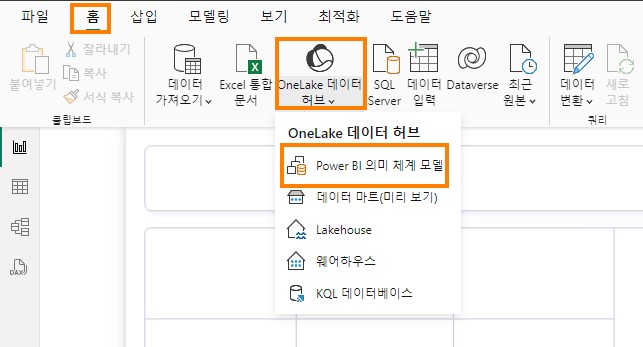 파일 홈 삽입 모델링 보기 최적화 도움말
붙여넣기
잘라내기
복사
서식 복사
클립보드
데이터
가져오기
Excel 통합
문서
OneLake 데이터
허브
SQL
Server
데이터
입력
Dataverse
최근
원본
데이터
변환
새로
고침
쿼리
OneLake 데이터 허브
Power BI 의미 체계 모델
데이터 마트(미리 보기)
Lakehouse
웨어하우스
KQL 데이터베이스
DAX